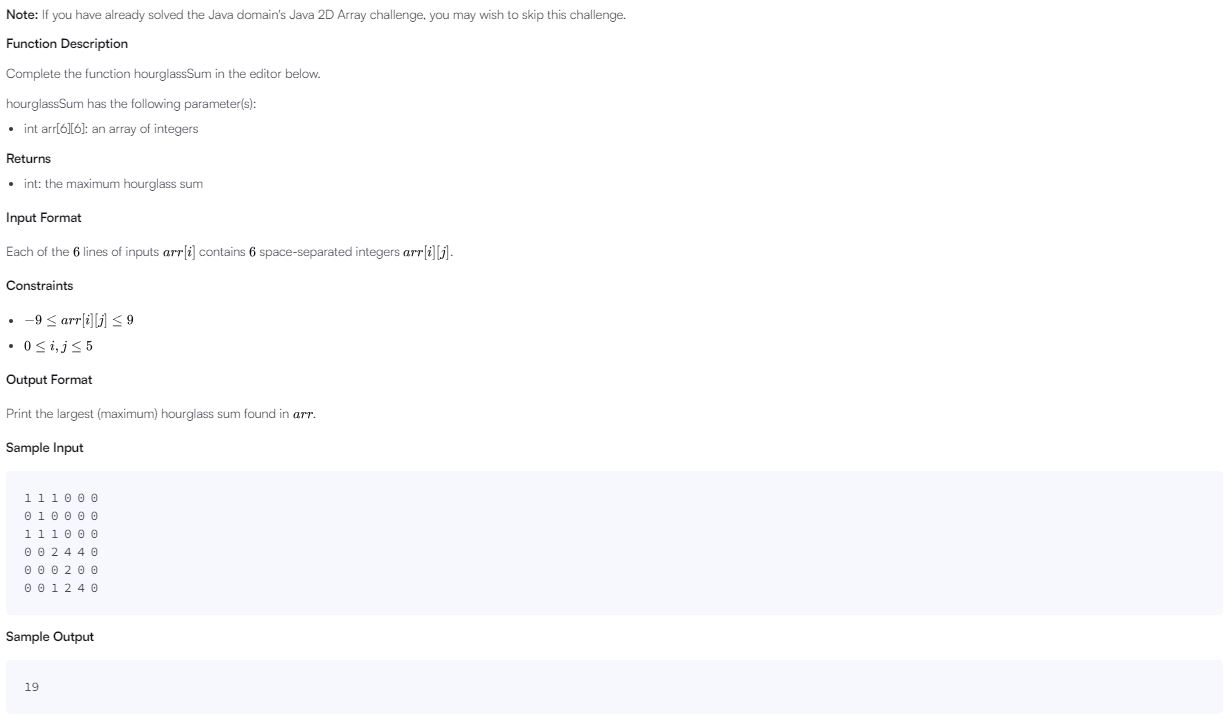 Note: If you have already solved the Java domain's Java 2D Array challenge, you may wish to skip this challenge.
Function Description
Complete the function hourglassSum in the editor below.
hourglassSum has the following parameter(s):
• int arr[6][6]: an array of integers
Returns
• int: the maximum hourglass sum
Input Format
Each of the 6 lines of inputs arr[i] contains 6 space-separated integers arr[i][j].
Constraints
• −9 ≤ arr[i][j] ≤ 9
• 0 ≤ i, j ≤ 5
Output Format
Print the largest (maximum) hourglass sum found in arr.
Sample Input
1 1 1 0 0 0
0 1 0 0 0 0
1 1 1 0 0 0
0 0 2 4 4 0
0 0 0 2 0 0
0 0 1 2 4 0
Sample Output
19